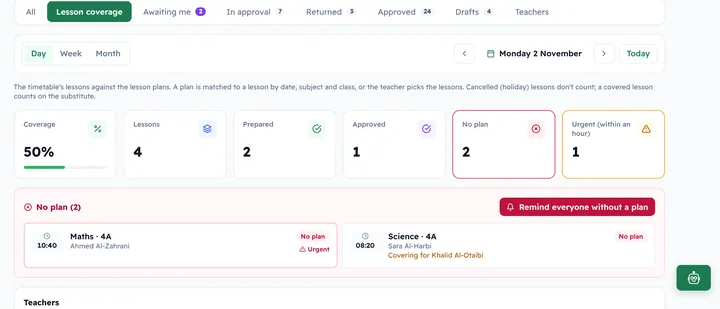 All Lesson coverage Awaiting me 2 In approval 7 Returned 3 Approved 24 Drafts 4 Teachers
Day Week Month Monday 2 November Today
The timetable's lessons against the lesson plans. A plan is matched to a lesson by date, subject and class, or the teacher picks the lessons. Cancelled (holiday) lessons don't count; a covered lesson
counts on the substitute.
Coverage
50%
Lessons
4
Prepared
2
Approved
1
No plan
2
Urgent (within an
hour)
1
No plan (2)
Remind everyone without a plan
10:40
Maths · 4A
Ahmed Al-Zahrani
No plan
Urgent
08:20
Science · 4A
Sara Al-Harbi
Covering for Khalid Al-Otaibi
No plan
Teachers